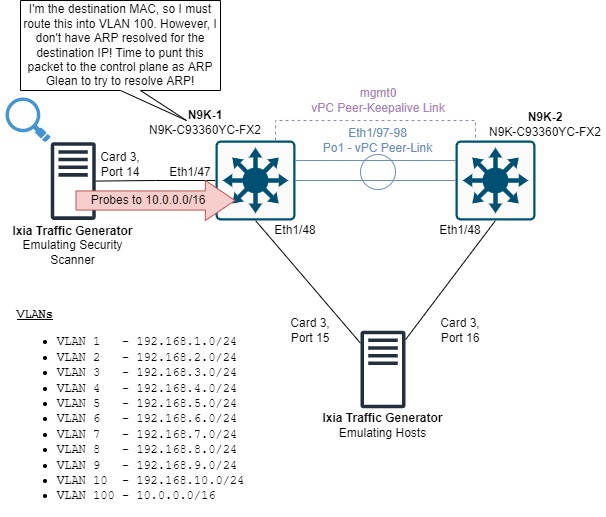 I'm the destination MAC, so I must
route this into VLAN 100. However, I
don't have ARP resolved for the
destination IP! Time to punt this
packet to the control plane as ARP
Glean to try to resolve ARP!
mgmt0
vPC Peer-Keepalive Link
N9K-1
N9K-C93360YC-FX2
N9K-2
N9K-C93360YC-FX2
Eth1/97-98
Po1 - vPC Peer-Link
Card 3,
Port 14
Eth1/47
Probes to 10.0.0.0/16
Ixia Traffic Generator
Emulating Security
Scanner
Eth1/48
Eth1/48
Card 3,
Port 15
Card 3,
Port 16
Ixia Traffic Generator
Emulating Hosts
VLANs
• VLAN 1 - 192.168.1.0/24
• VLAN 2 - 192.168.2.0/24
• VLAN 3 - 192.168.3.0/24
• VLAN 4 - 192.168.4.0/24
• VLAN 5 - 192.168.5.0/24
• VLAN 6 - 192.168.6.0/24
• VLAN 7 - 192.168.7.0/24
• VLAN 8 - 192.168.8.0/24
• VLAN 9 - 192.168.9.0/24
• VLAN 10 - 192.168.10.0/24
• VLAN 100 - 10.0.0.0/16